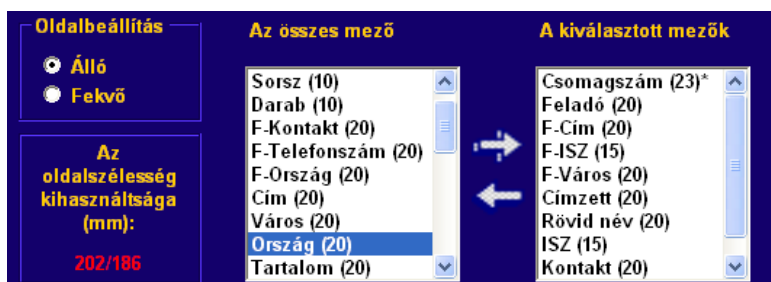 Oldalbeállítás
Álló
Fekvő
Az
oldalszélesség
kihasználtsága
(mm):
202/186
Az összes mező
Sorsz (10)
Darab (10)
F-Kontakt (20)
F-Telefonszám (20)
F-Ország (20)
Cím (20)
Város (20)
Ország (20)
Tartalom (20)
A kiválasztott mezők
Csomagszám (23)*
Feladó (20)
F-Cím (20)
F-ISZ (15)
F-Város (20)
Címzett (20)
Rövid név (20)
ISZ (15)
Kontakt (20)